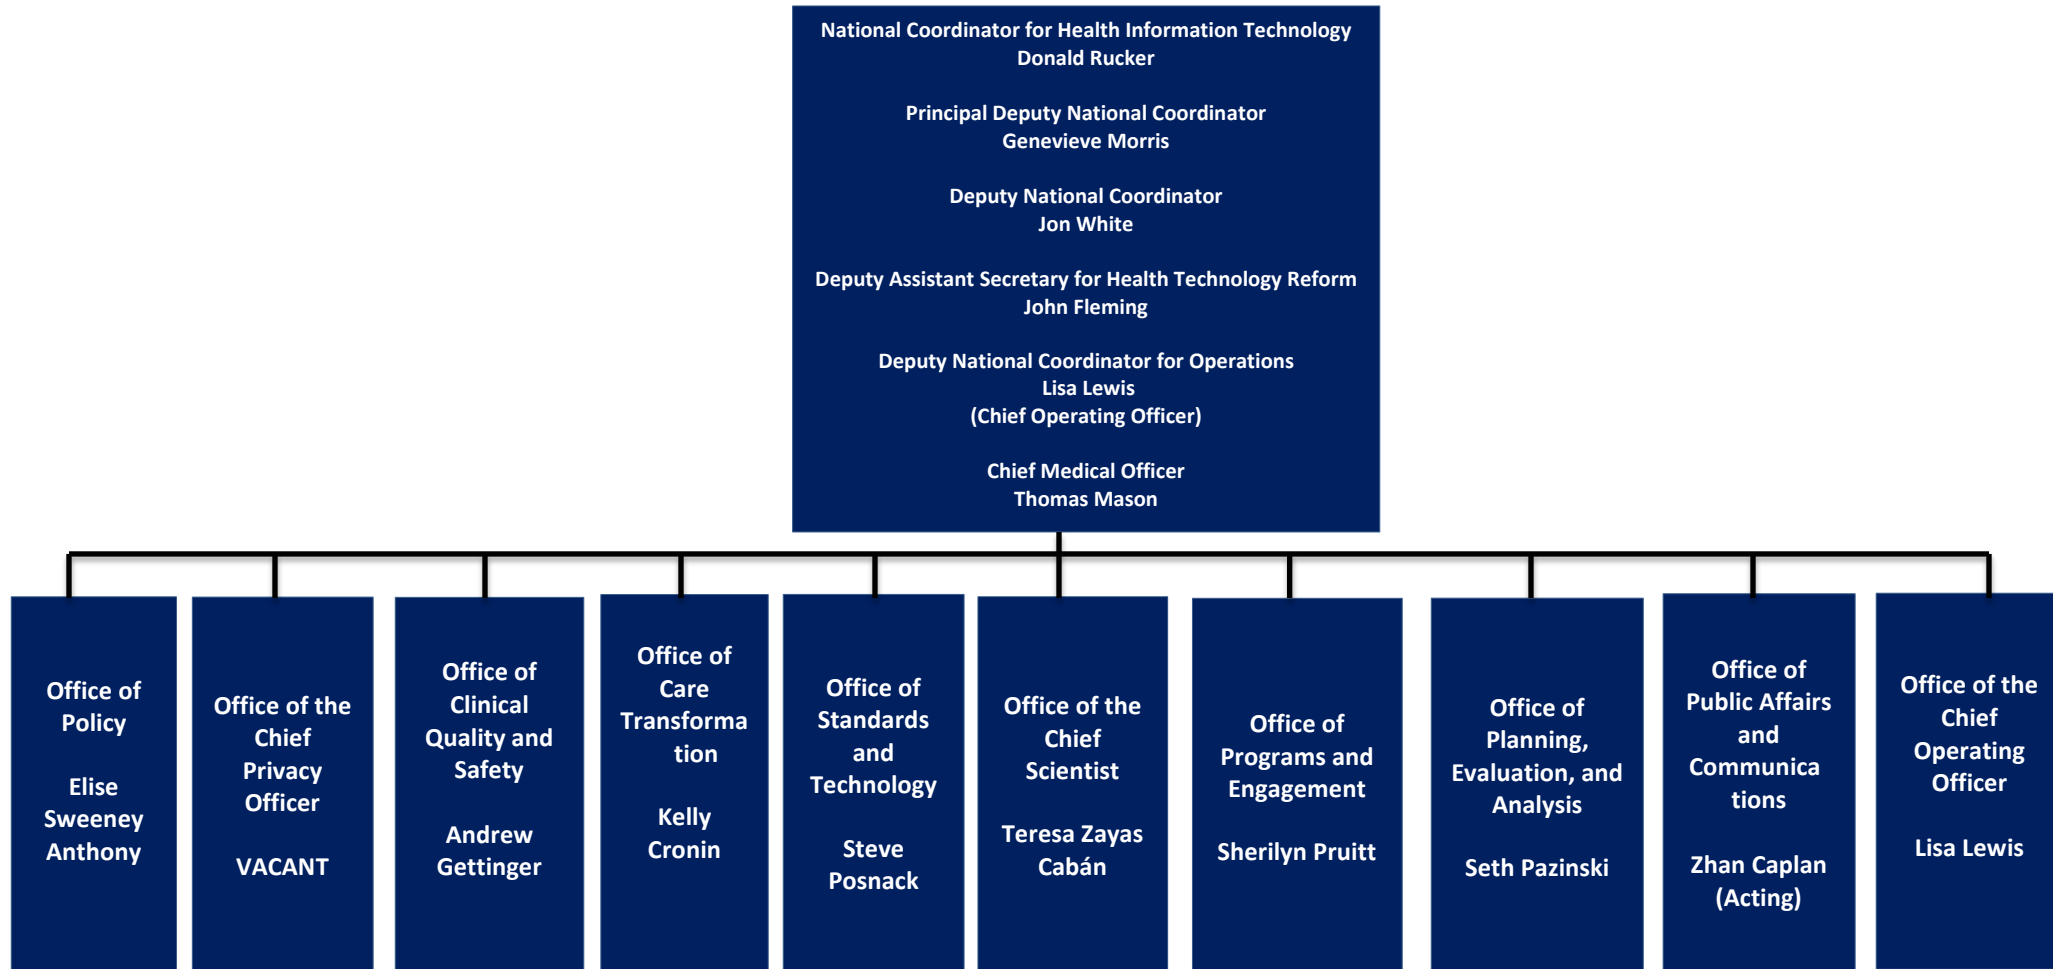 National Coordinator for Health Information Technology
Donald Rucker
Principal Deputy National Coordinator
Genevieve Morris
Deputy National Coordinator
Jon White
Deputy Assistant Secretary for Health Technology Reform
John Fleming
Deputy National Coordinator for Operations
Lisa Lewis
(Chief Operating Officer)
Chief Medical Officer
Thomas Mason
Office of
Policy
Elise
Sweeney
Anthony
Office of the
Chief
Privacy
Officer
VACANT
Office of
Clinical
Quality and
Safety
Andrew
Gettinger
Office of
Care
Transforma
tion
Kelly
Cronin
Office of
Standards
and
Technology
Steve
Posnack
Office of the
Chief
Scientist
Teresa Zayas
Cabán
Office of
Programs and
Engagement
Sherilyn Pruitt
Office of
Planning,
Evaluation, and
Analysis
Seth Pazinski
Office of
Public Affairs
and
Communica
tions
Zhan Caplan
(Acting)
Office of the
Chief
Operating
Officer
Lisa Lewis